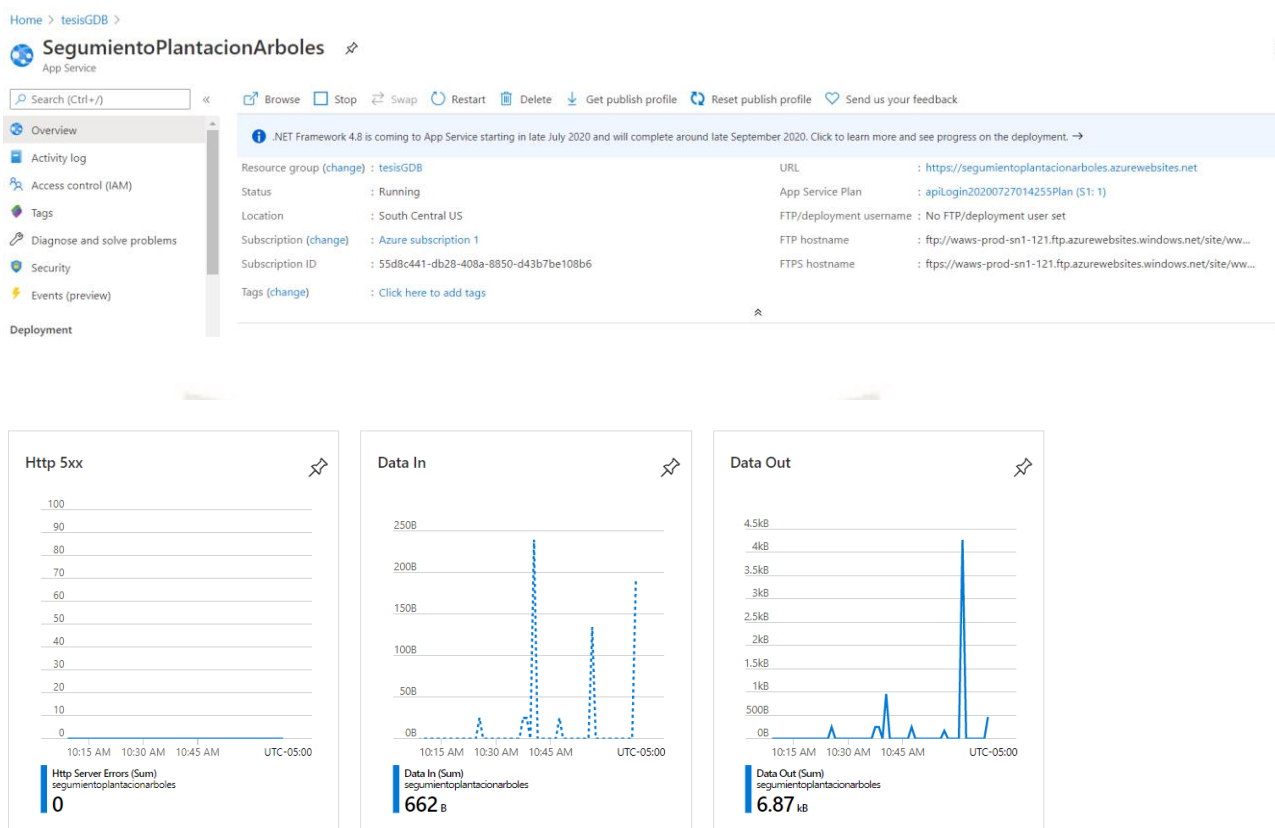 Home > tesisGDB >
SegumientoPlantacionArboles
App Service
Search (Ctrl+/) «
Browse Stop Swap Restart Delete Get publish profile Reset publish profile Send us your feedback
Overview
Activity log
Access control (IAM)
Tags
Diagnose and solve problems
Security
Events (preview)
Deployment
.NET Framework 4.8 is coming to App Service starting in late July 2020 and will complete around late September 2020. Click to learn more and see progress on the deployment. →
Resource group (change) : tesisGDB
Status : Running
Location : South Central US
Subscription (change) : Azure subscription 1
Subscription ID : 55d8c441-db28-408a-8850-d43b7be108b6
Tags (change) : Click here to add tags
URL : https://segumientoplantacionarboles.azurewebsites.net
App Service Plan : apiLogin20200727014255Plan (S1: 1)
FTP/deployment username : No FTP/deployment user set
FTP hostname : ftp://waws-prod-sn1-121.ftp.azurewebsites.windows.net/site/ww...
FTPS hostname : ftps://waws-prod-sn1-121.ftp.azurewebsites.windows.net/site/ww...
Http 5xx
100
90
80
70
60
50
40
30
20
10
0
10:15 AM 10:30 AM 10:45 AM UTC-05:00
Http Server Errors (Sum)
segumientoplantacionarboles
0
Data In
250B
200B
150B
100B
50B
0B
10:15 AM 10:30 AM 10:45 AM UTC-05:00
Data In (Sum)
segumientoplantacionarboles
662 B
Data Out
4.5kB
4kB
3.5kB
3kB
2.5kB
2kB
1.5kB
1kB
500B
0B
10:15 AM 10:30 AM 10:45 AM UTC-05:00
Data Out (Sum)
segumientoplantacionarboles
6.87 kB